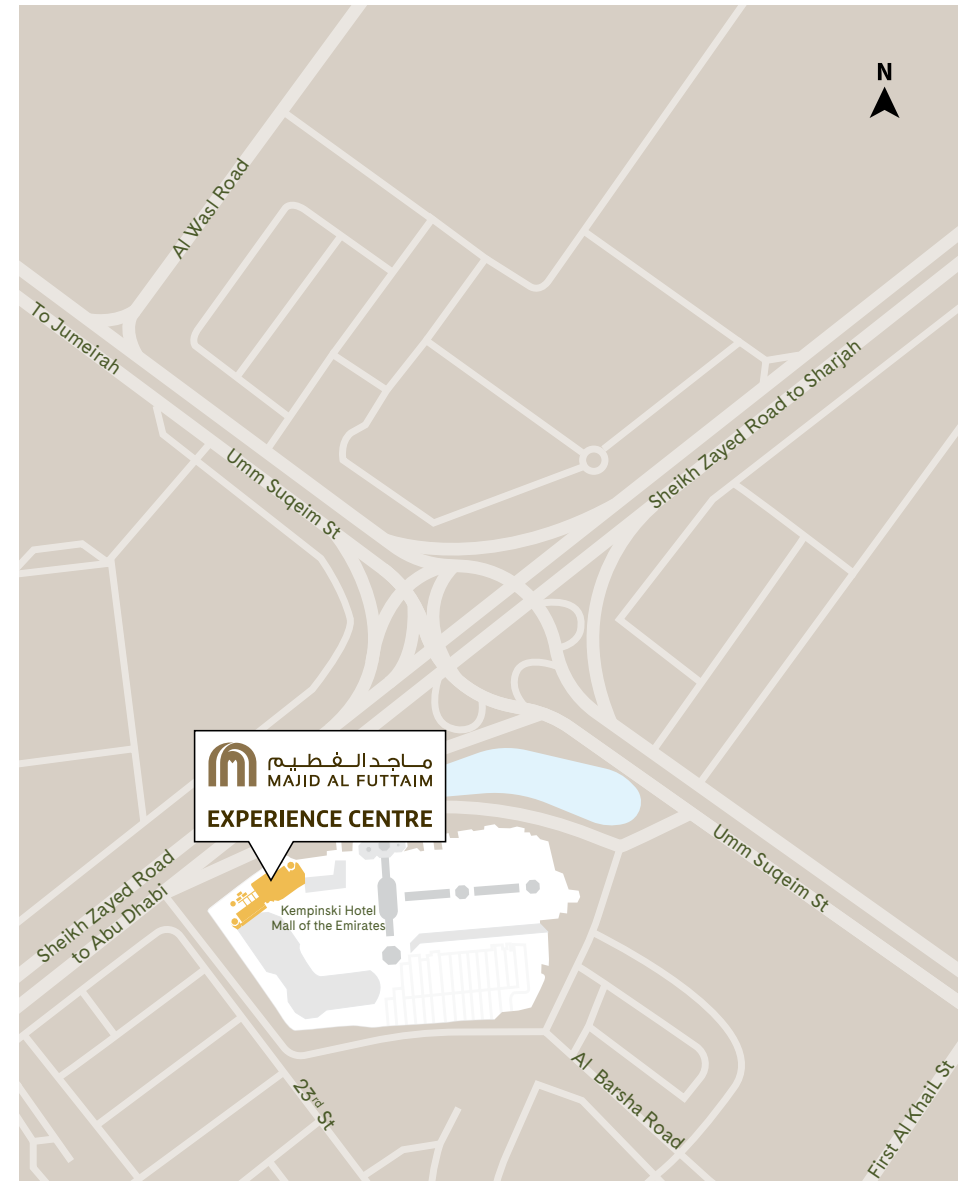 N
Al Wasl Road
To Jumeirah
Umm Suqeim St
Sheikh Zayed Road to Sharjah
ماجد الفطيم
MAJID AL FUTTAIM
EXPERIENCE CENTRE
Sheikh Zayed Road
to Abu Dhabi
Kempinski Hotel
Mall of the Emirates
Umm Suqeim St
23rd St
Al Barsha Road
First Al KhaiL St